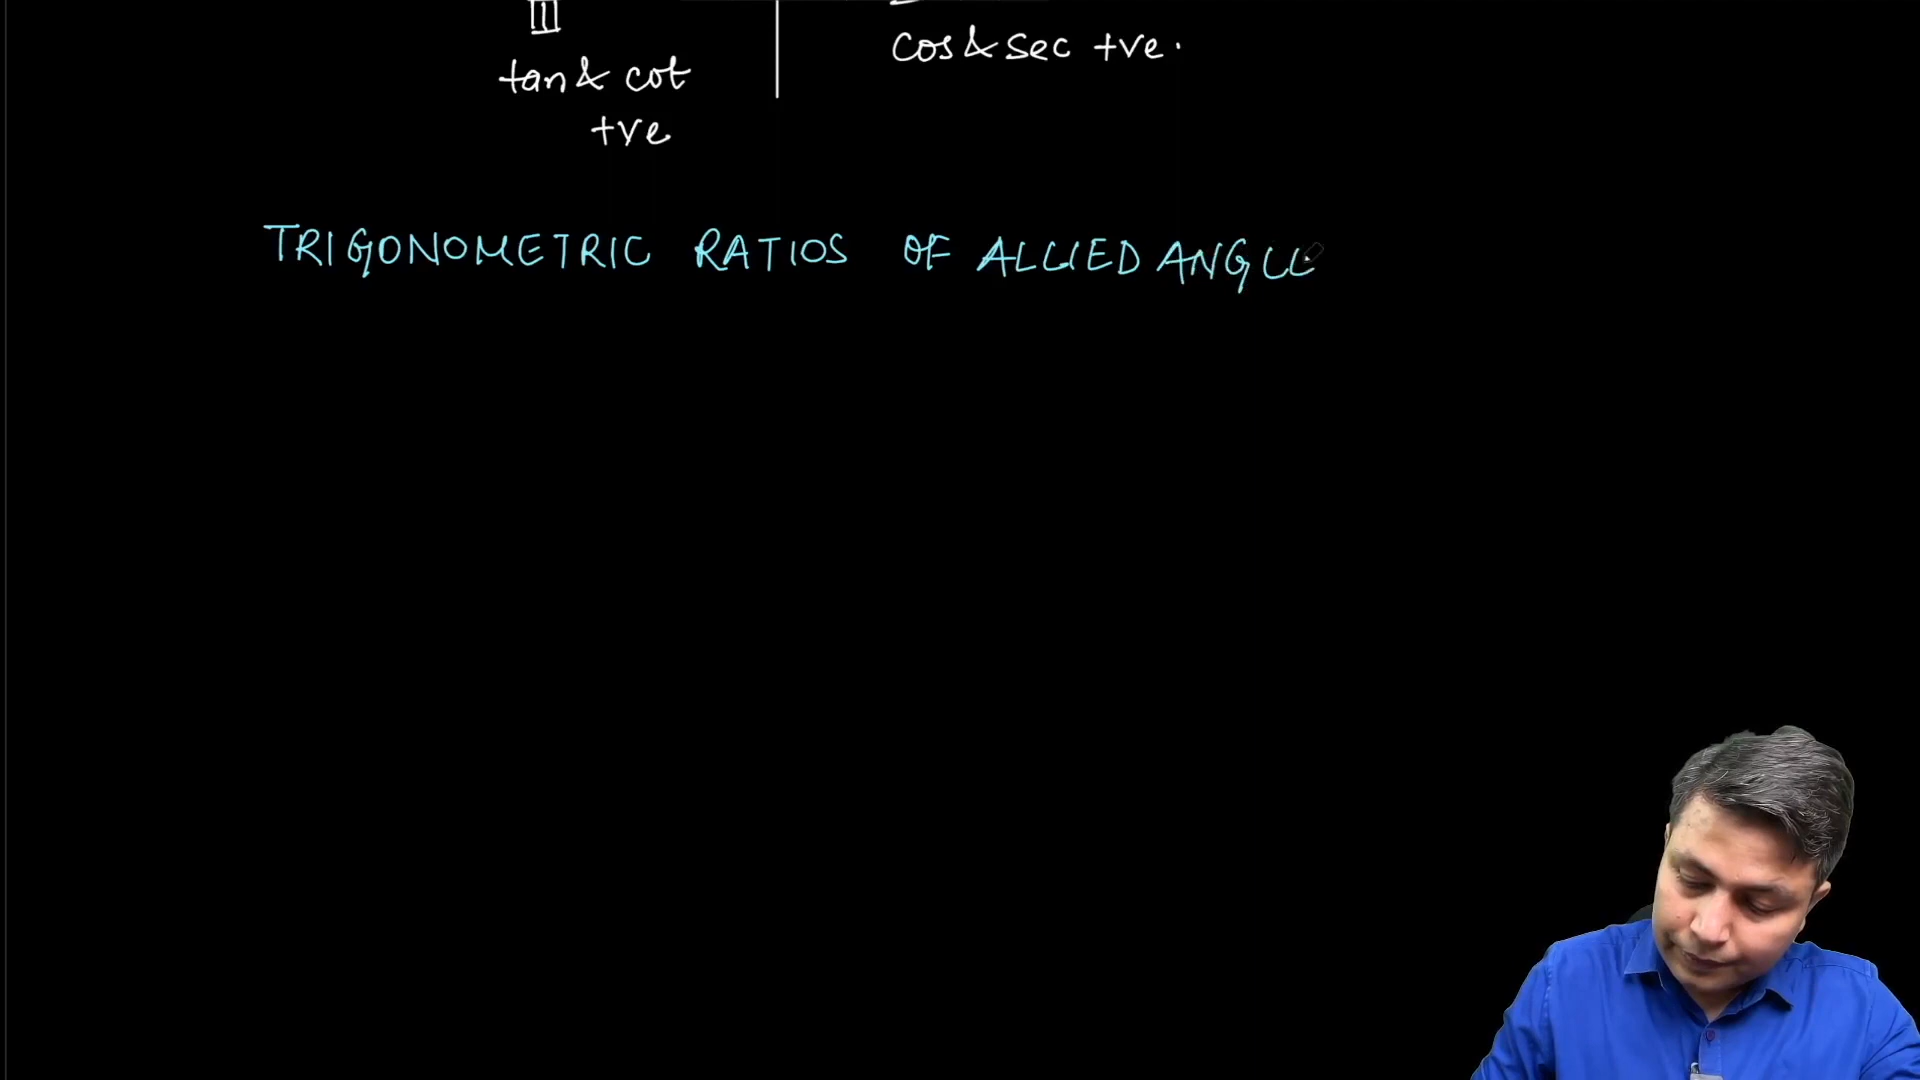 III
cos & sec +ve.
tan & cot
+ve
TRIGONOMETRIC RATIOS OF ALLIED ANGLE